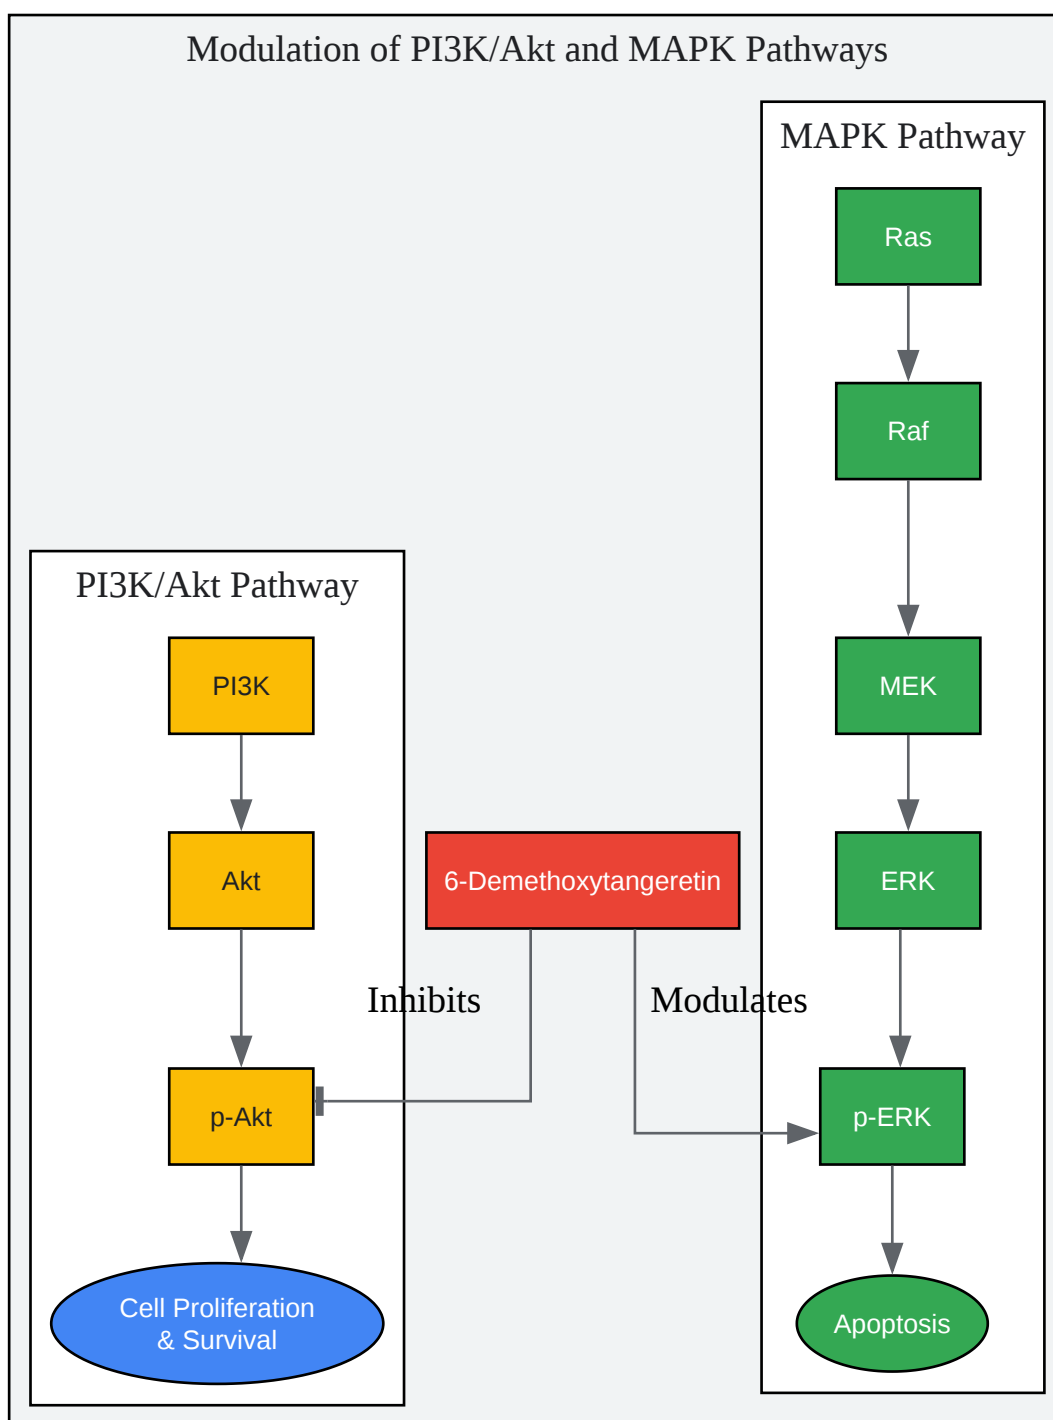 Modulation of PI3K/Akt and MAPK Pathways
MAPK Pathway
Ras
Raf
PI3K/Akt Pathway
PI3K
MEK
Akt
6-Demethoxytangeretin
ERK
Inhibits
Modulates
p-Akt
p-ERK
Cell Proliferation
& Survival
Apoptosis